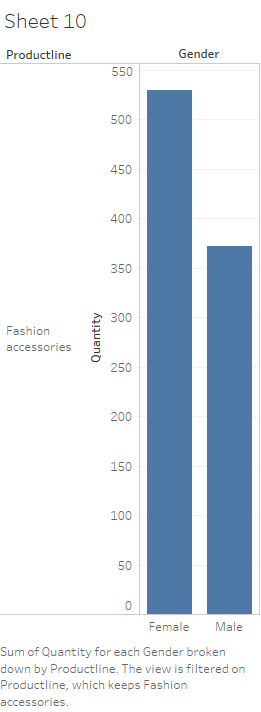 Sheet 10
Productline
Gender
550
500
450
400
350
300
250
200
150
100
50
0
Quantity
Fashion
accessories
Female Male
Sum of Quantity for each Gender broken
down by Productline. The view is filtered on
Productline, which keeps Fashion
accessories.